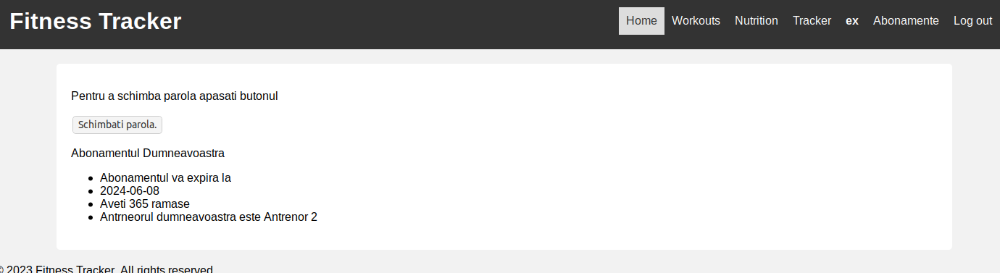 Fitness Tracker
Home Workouts Nutrition Tracker ex Abonamente Log out
Pentru a schimba parola apasati butonul
Schimbati parola.
Abonamentul Dumneavoastra
Abonamentul va expira la
2024-06-08
Aveti 365 ramase
Antrneorul dumneavoastra este Antrenor 2
© 2023 Fitness Tracker. All rights reserved.